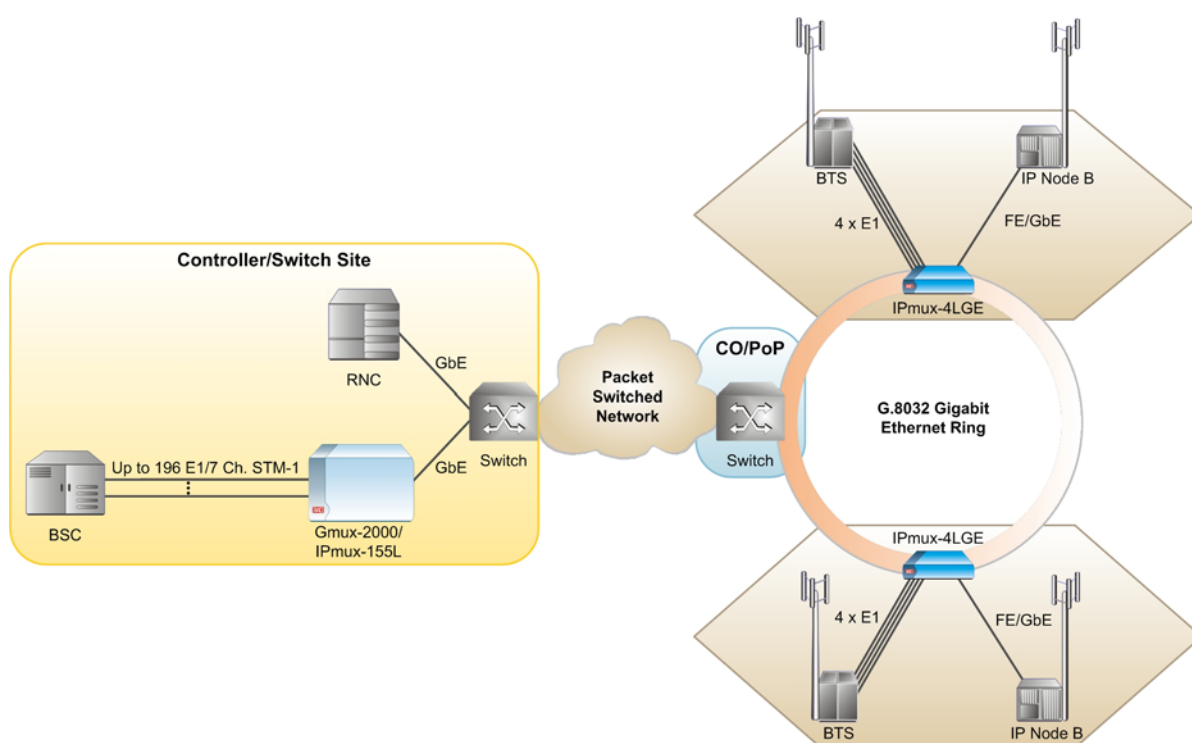 BTS
IP Node B
4 x E1
FE/GbE
IPmux-4LGE
Controller/Switch Site
RNC
GbE
Switch
GbE
Up to 196 E1/7 Ch. STM-1
BSC
Gmux-2000/
IPmux-155L
Packet
Switched
Network
CO/PoP
Switch
G.8032 Gigabit
Ethernet Ring
IPmux-4LGE
4 x E1
FE/GbE
BTS
IP Node B